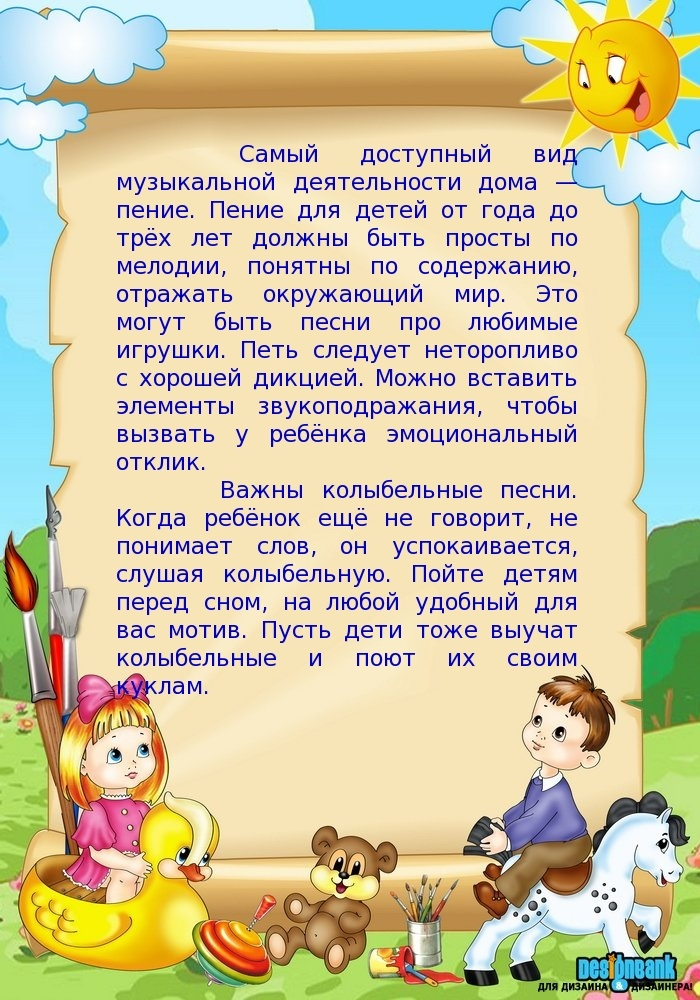 Самый доступный вид
музыкальной деятельности дома —
пение. Пение для детей от года до
трёх лет должны быть просты по
мелодии, понятны по содержанию,
отражать окружающий мир. Это
могут быть песни про любимые
игрушки. Петь следует неторопливо
с хорошей дикцией. Можно вставить
элементы звукоподражания, чтобы
вызвать у ребёнка эмоциональный
отклик.
Важны колыбельные песни.
Когда ребёнок ещё не говорит, не
понимает слов, он успокаивается,
слушая колыбельную. Пойте детям
перед сном, на любой удобный для
вас мотив. Пусть дети тоже выучат
колыбельные и поют их своим
куклам.
DESIGNBANK
ДЛЯ ДИЗАЙНА & ДИЗАЙНЕРА!